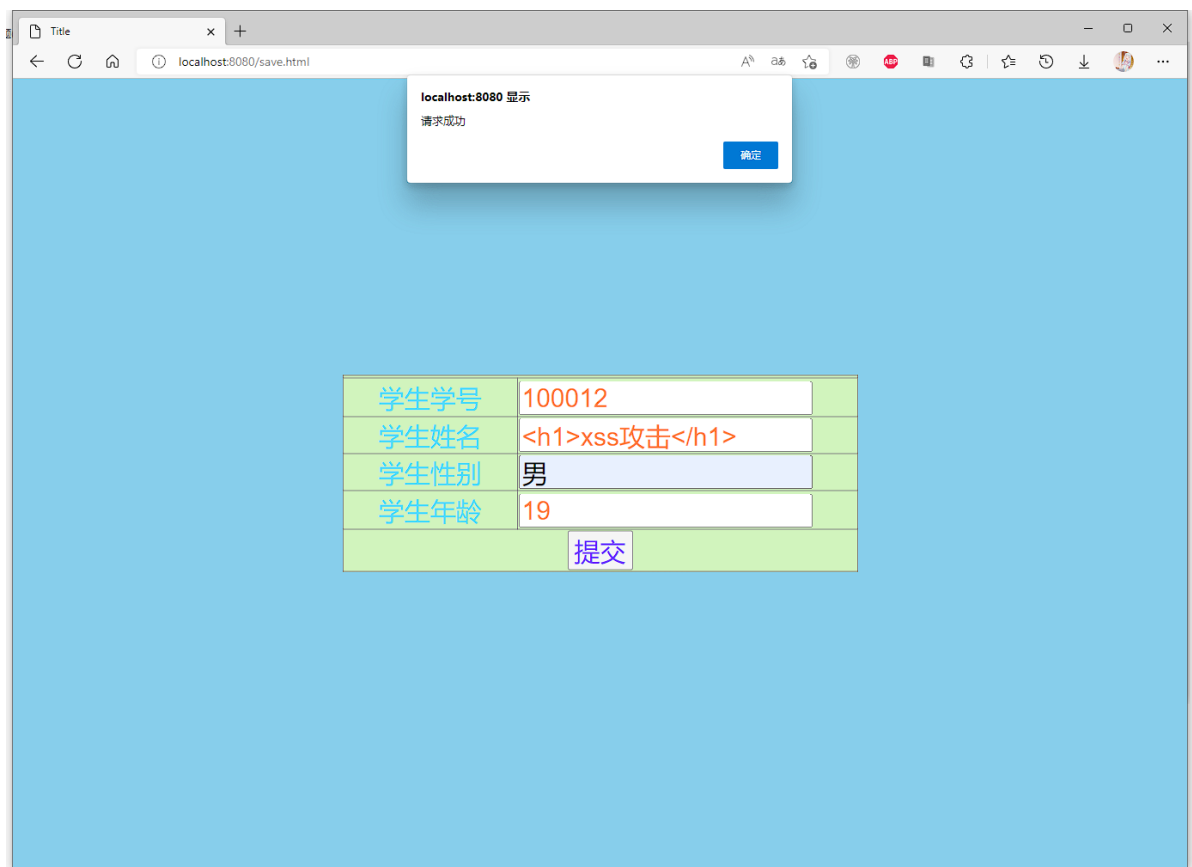 Title
localhost:8080/save.html
localhost:8080 显示
请求成功
确定
学生学号 100012
学生姓名 <h1>xss攻击</h1>
学生性别 男
学生年龄 19
提交